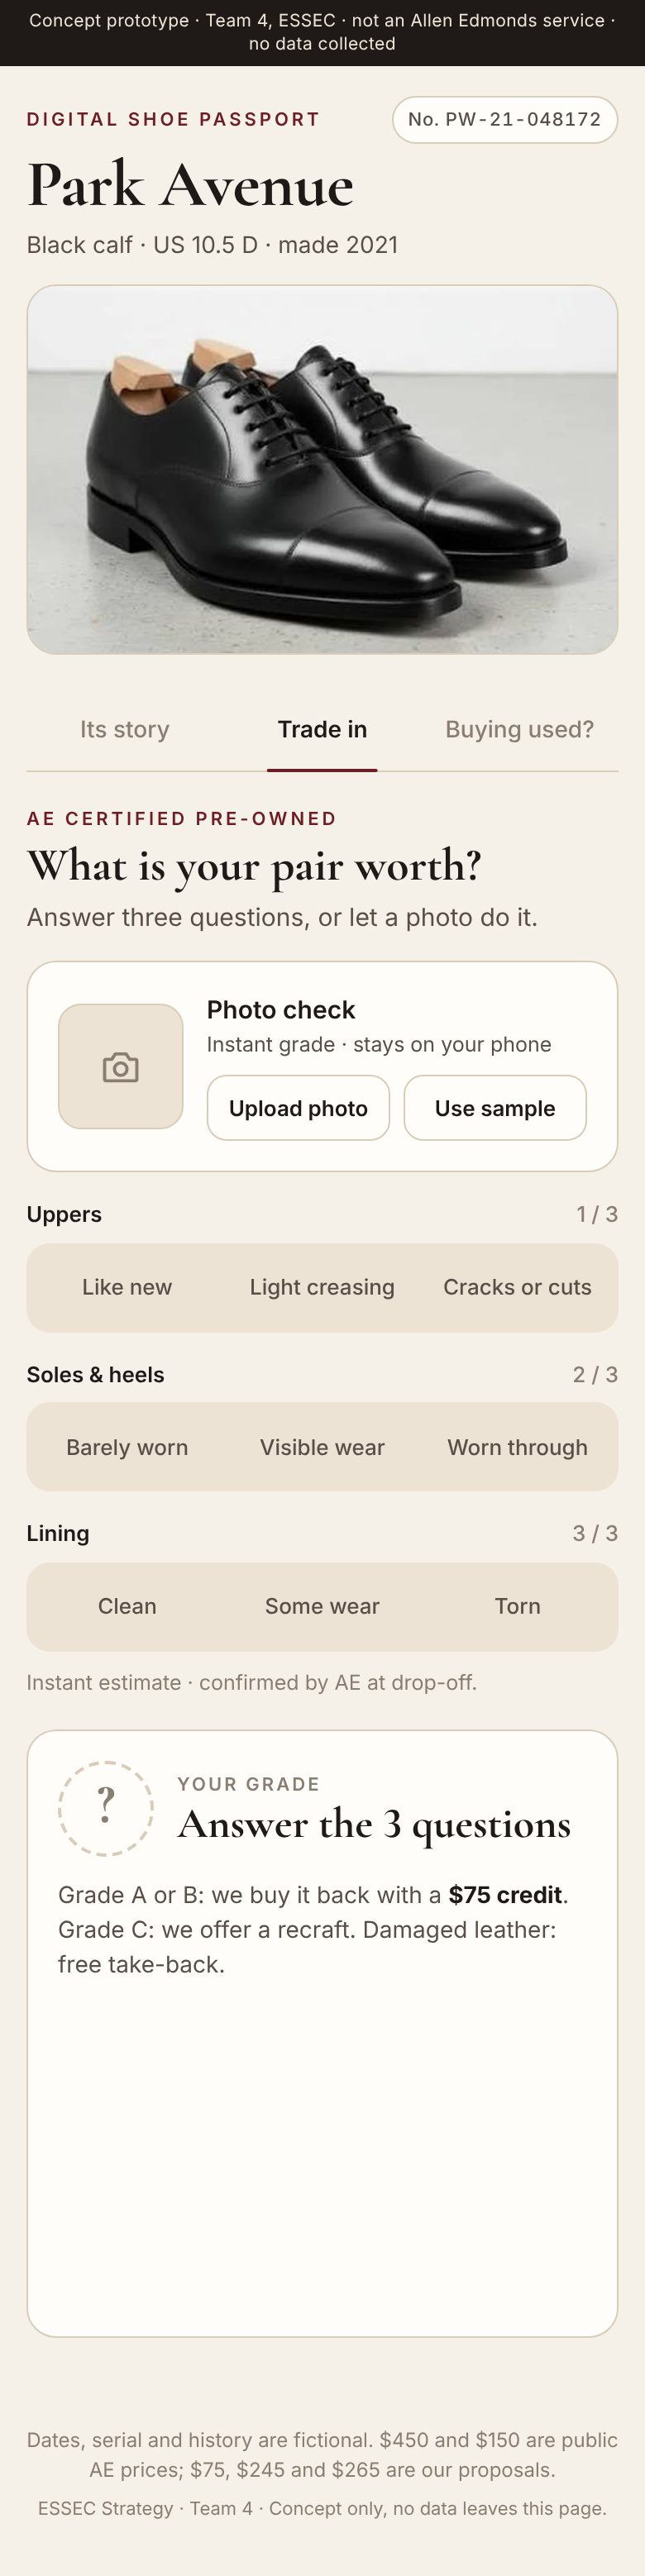 Concept prototype · Team 4, ESSEC · not an Allen Edmonds service ·
no data collected
DIGITAL SHOE PASSPORT
No. PW-21-048172
Park Avenue
Black calf · US 10.5 D · made 2021
Its story
Trade in
Buying used?
AE CERTIFIED PRE-OWNED
What is your pair worth?
Answer three questions, or let a photo do it.
Photo check
Instant grade · stays on your phone
Upload photo
Use sample
Uppers
1 / 3
Like new
Light creasing
Cracks or cuts
Soles & heels
2 / 3
Barely worn
Visible wear
Worn through
Lining
3 / 3
Clean
Some wear
Torn
Instant estimate · confirmed by AE at drop-off.
?
YOUR GRADE
Answer the 3 questions
Grade A or B: we buy it back with a $75 credit.
Grade C: we offer a recraft. Damaged leather:
free take-back.
Dates, serial and history are fictional. $450 and $150 are public
AE prices; $75, $245 and $265 are our proposals.
ESSEC Strategy · Team 4 · Concept only, no data leaves this page.